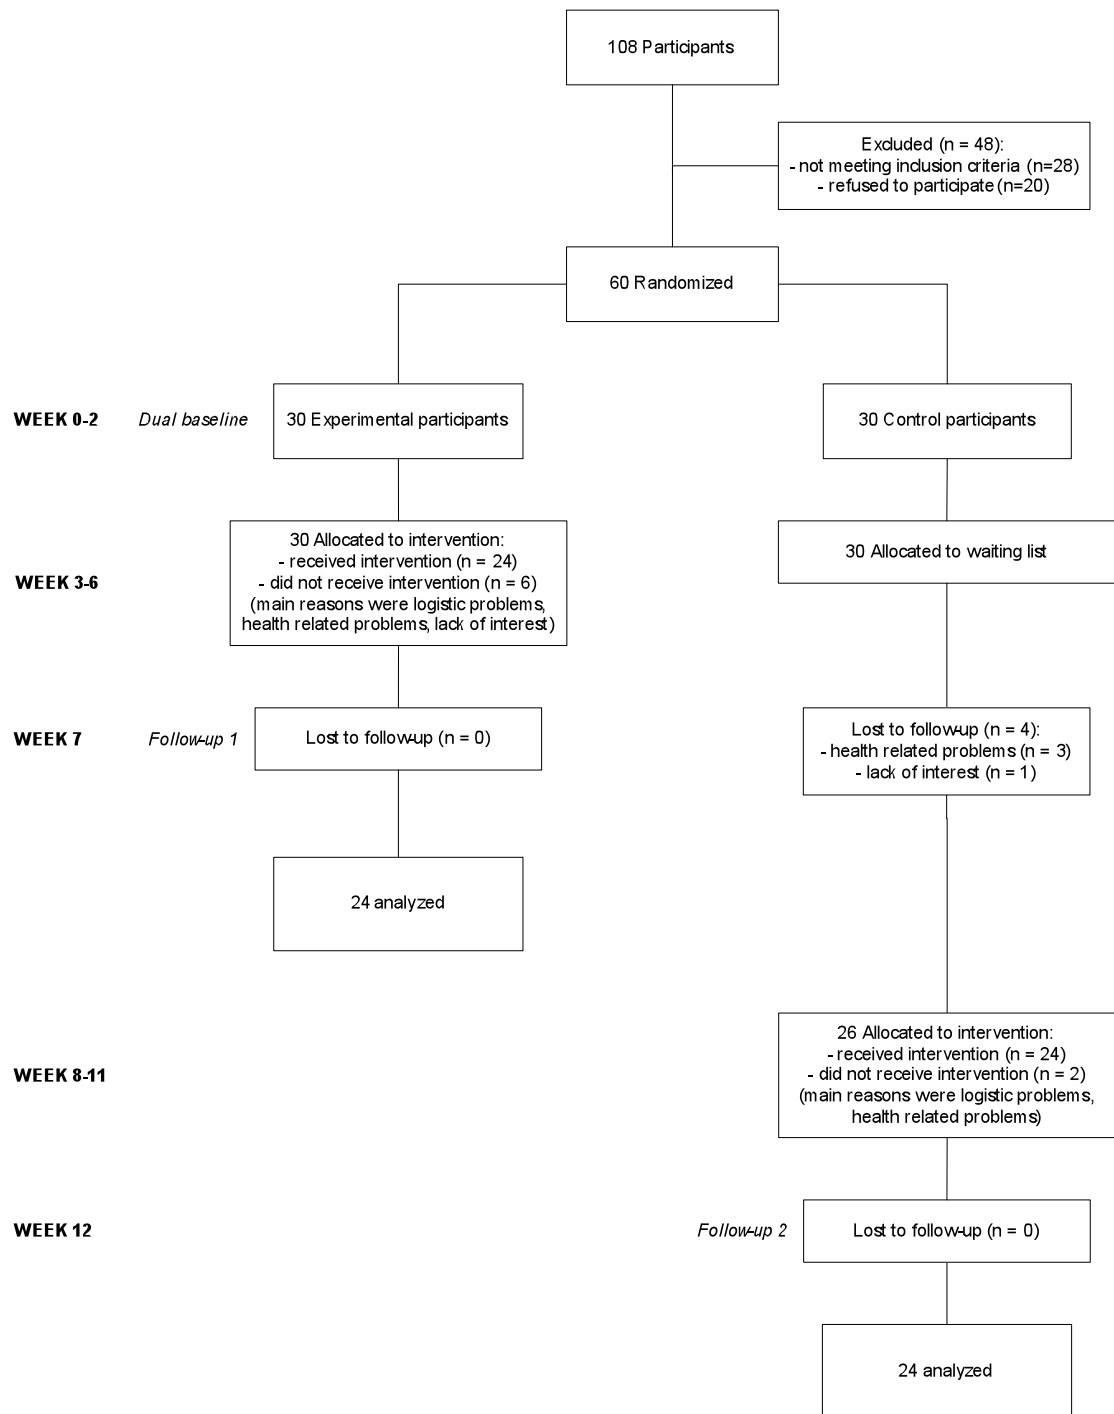 108 Participants
Excluded (n = 48):
- not meeting inclusion criteria (n=28)
- refused to participate (n=20)
60 Randomized
WEEK 0-2
Dual baseline
30 Experimental participants
30 Control participants
30 Allocated to intervention:
- received intervention (n = 24)
- did not receive intervention (n = 6)
(main reasons were logistic problems,
health related problems, lack of interest)
30 Allocated to waiting list
WEEK 3-6
WEEK 7
Follow-up 1
Lost to follow-up (n = 0)
Lost to follow-up (n = 4):
- health related problems (n = 3)
- lack of interest (n = 1)
24 analyzed
26 Allocated to intervention:
- received intervention (n = 24)
- did not receive intervention (n = 2)
(main reasons were logistic problems,
health related problems)
WEEK 8-11
WEEK 12
Follow-up 2
Lost to follow-up (n = 0)
24 analyzed